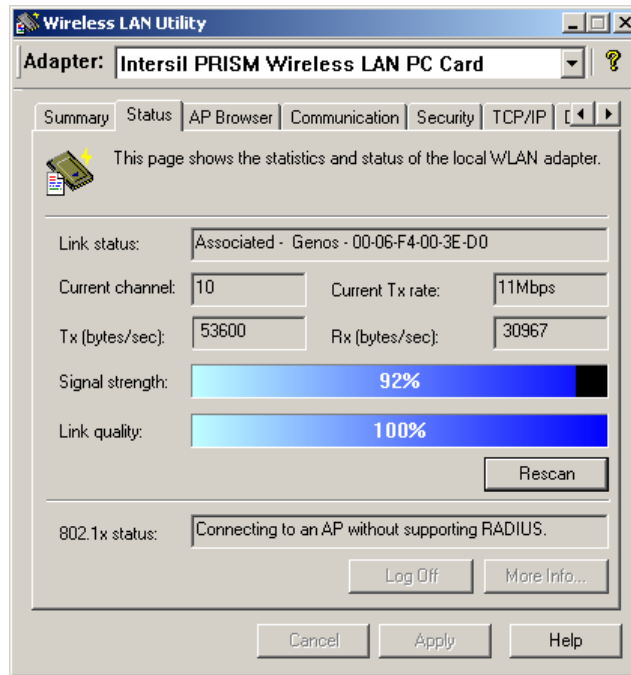 Wireless LAN Utility
Adapter: Intersil PRISM Wireless LAN PC Card
Summary Status AP Browser Communication Security TCP/IP
This page shows the statistics and status of the local WLAN adapter.
Link status: Associated - Genos - 00-06-F4-00-3E-D0
Current channel: 10 Current Tx rate: 11Mbps
Tx (bytes/sec): 53600 Rx (bytes/sec): 30967
Signal strength: 92%
Link quality: 100%
Rescan
802.1x status: Connecting to an AP without supporting RADIUS.
Log Off More Info...
Cancel Apply Help